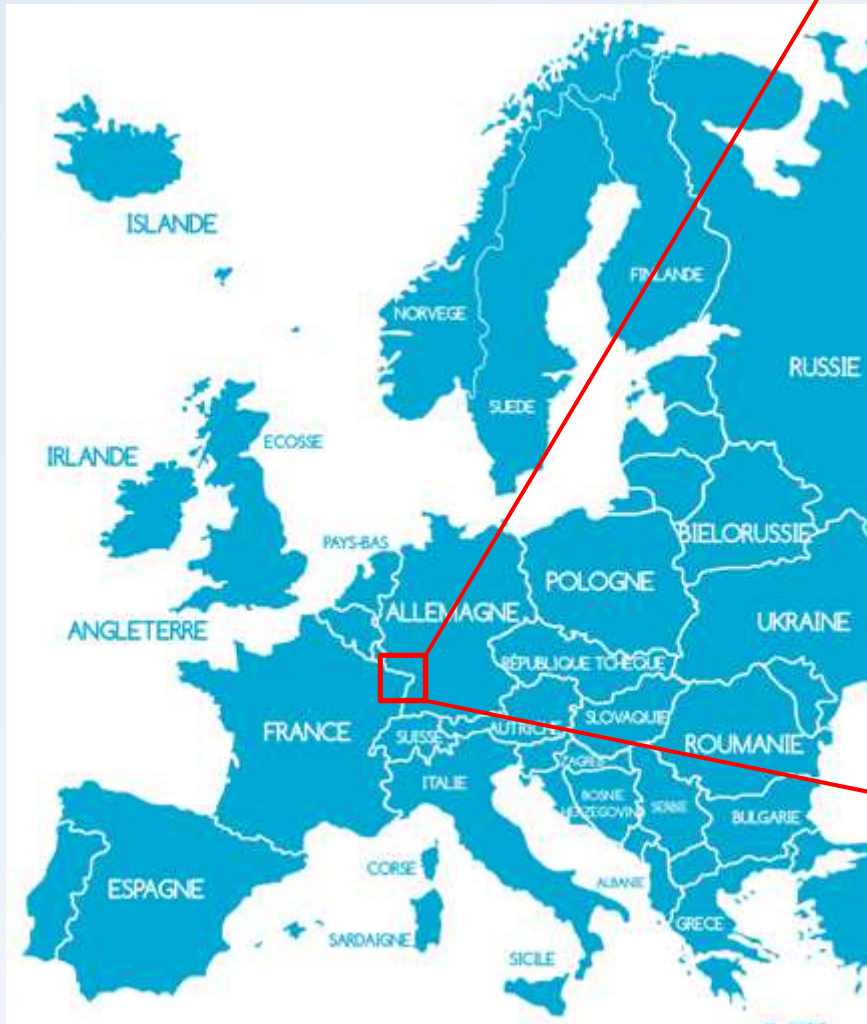 ISLANDE
FINLANDE
NORVEGE
RUSSIE
SUEDE
ECOSSE
IRLANDE
BIELORUSSIE
PAYS-BAS
POLOGNE
ALLEMAGNE
UKRAINE
ANGLETERRE
RÉPUBLIQUE TCHEQUE
SLOVAQUIE
AUTRICHE
FRANCE
SUISSE
ROUMANIE
ZAGREB
ITALIE
BOSNIE
HERZEGOVIN
SERBIE
BULGARIE
CORSE
ALBANIE
ESPAGNE
GRECE
SARDAIGNE
SICILE